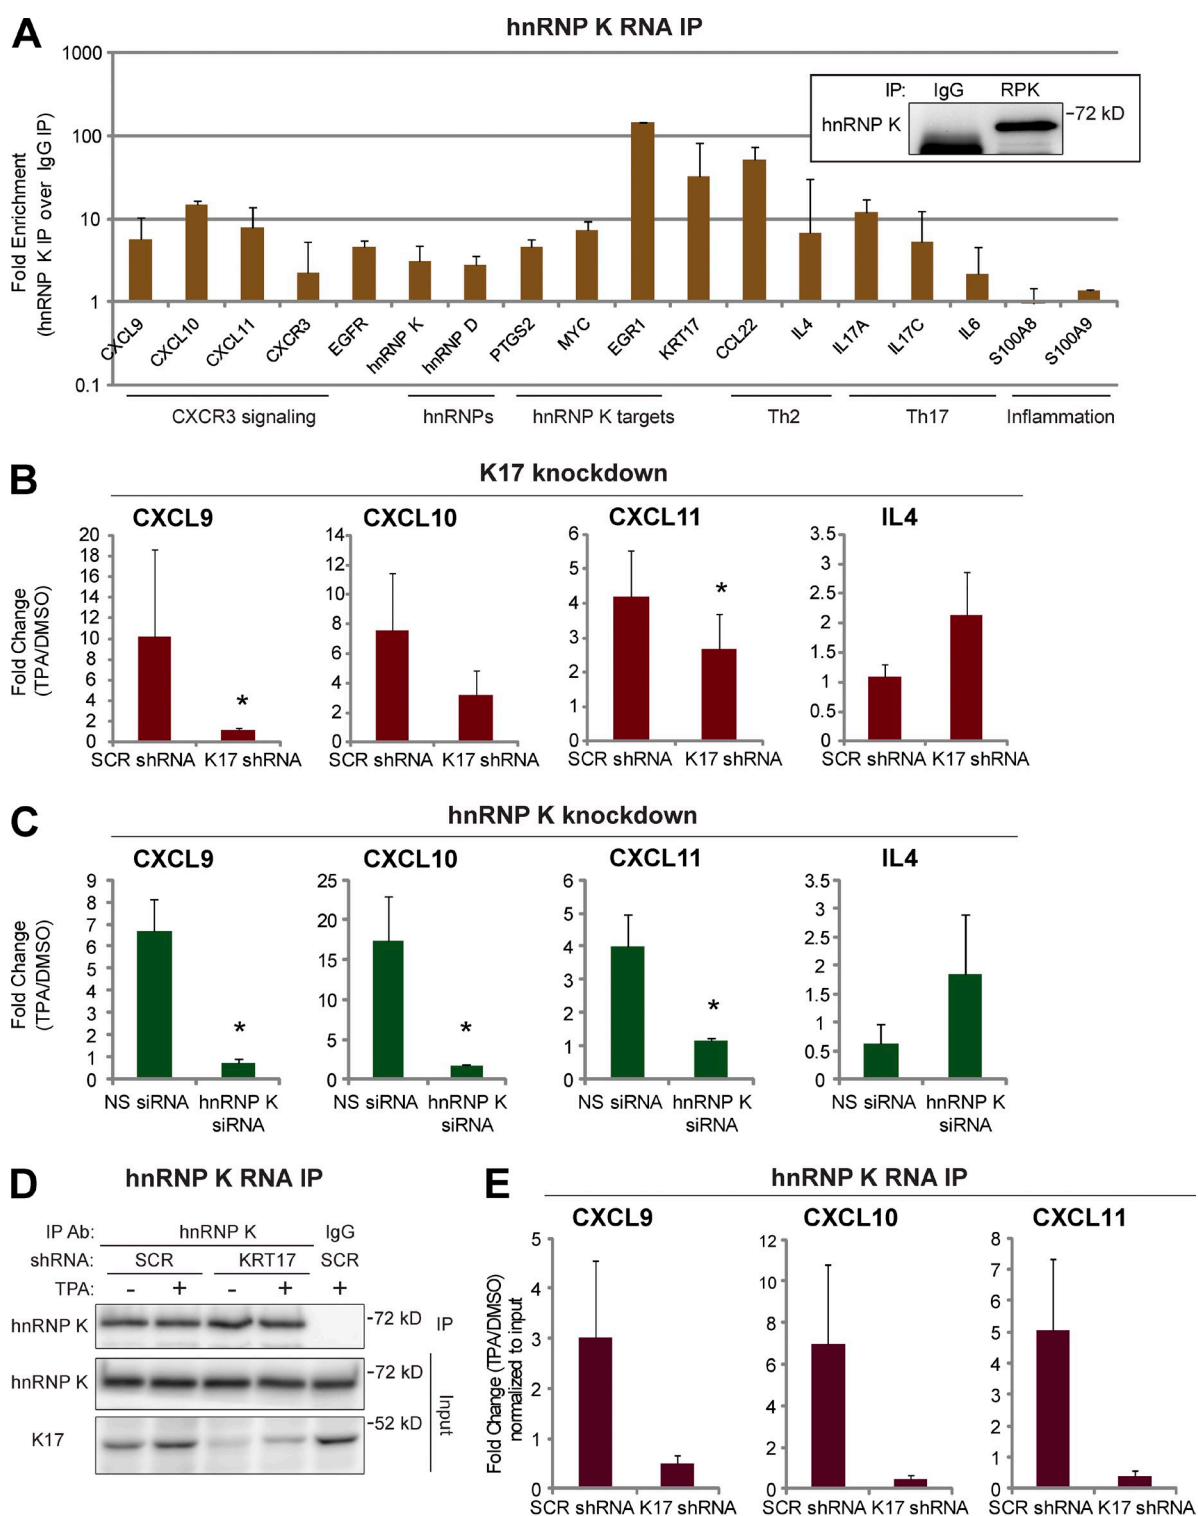 A
hnRNP K RNA IP
Fold Enrichment
(hnRNP K IP over IgG IP)
1000
100
10
1
0.1
IP: IgG RPK
hnRNP K
-72 kD
CXCL9 CXCL10 CXCL11 CXCR3 EGFR hnRNP K hnRNP D PTGS2 MYC EGR1 KRT17 CCL22 IL4 IL17A IL17C IL6 S100A8 S100A9
CXCR3 signaling hnRNPs hnRNP K targets Th2 Th17 Inflammation
B
K17 knockdown
CXCL9 CXCL10 CXCL11 IL4
Fold Change
(TPA/DMSO)
20
18
16
14
12
10
8
6
4
2
0
*
SCR shRNA K17 shRNA
14
12
10
8
6
4
2
0
SCR shRNA K17 shRNA
6
5
4
3
2
1
0
*
SCR shRNA K17 shRNA
3.5
3
2.5
2
1.5
1
0.5
0
SCR shRNA K17 shRNA
C
hnRNP K knockdown
CXCL9 CXCL10 CXCL11 IL4
Fold Change
(TPA/DMSO)
9
8
7
6
5
4
3
2
1
0
*
NS siRNA hnRNP K
siRNA
25
20
15
10
5
0
*
NS siRNA hnRNP K
siRNA
6
5
4
3
2
1
0
*
NS siRNA hnRNP K
siRNA
3.5
3
2.5
2
1.5
1
0.5
0
NS siRNA hnRNP K
siRNA
D
hnRNP K RNA IP
IP Ab: hnRNP K IgG
shRNA: SCR KRT17 SCR
TPA: - + - + +
hnRNP K -72 kD IP
hnRNP K -72 kD
K17 -52 kD
Input
E
hnRNP K RNA IP
CXCL9 CXCL10 CXCL11
Fold Change (TPA/DMSO)
normalized to input
5
4
3
2
1
0
SCR shRNA K17 shRNA
12
10
8
6
4
2
0
SCR shRNA K17 shRNA
8
7
6
5
4
3
2
1
0
SCR shRNA K17 shRNA